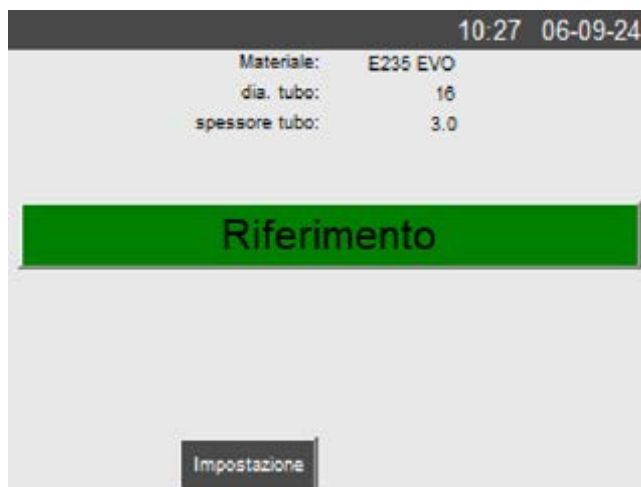 10:27 06-09-24
Materiale: E235 EVO
dia. tubo: 16
spessore tubo: 3.0
Riferimento
Impostazione